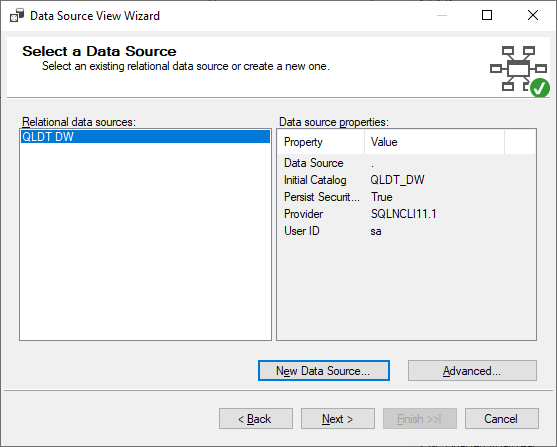 Data Source View Wizard
Select a Data Source
Select an existing relational data source or create a new one.
Relational data sources:
QLDT DW
Data source properties:
Property Value
Data Source .
Initial Catalog QLDT_DW
Persist Securit... True
Provider SQLNCLI11.1
User ID sa
New Data Source...
Advanced...
< Back
Next >
Finish >>|
Cancel